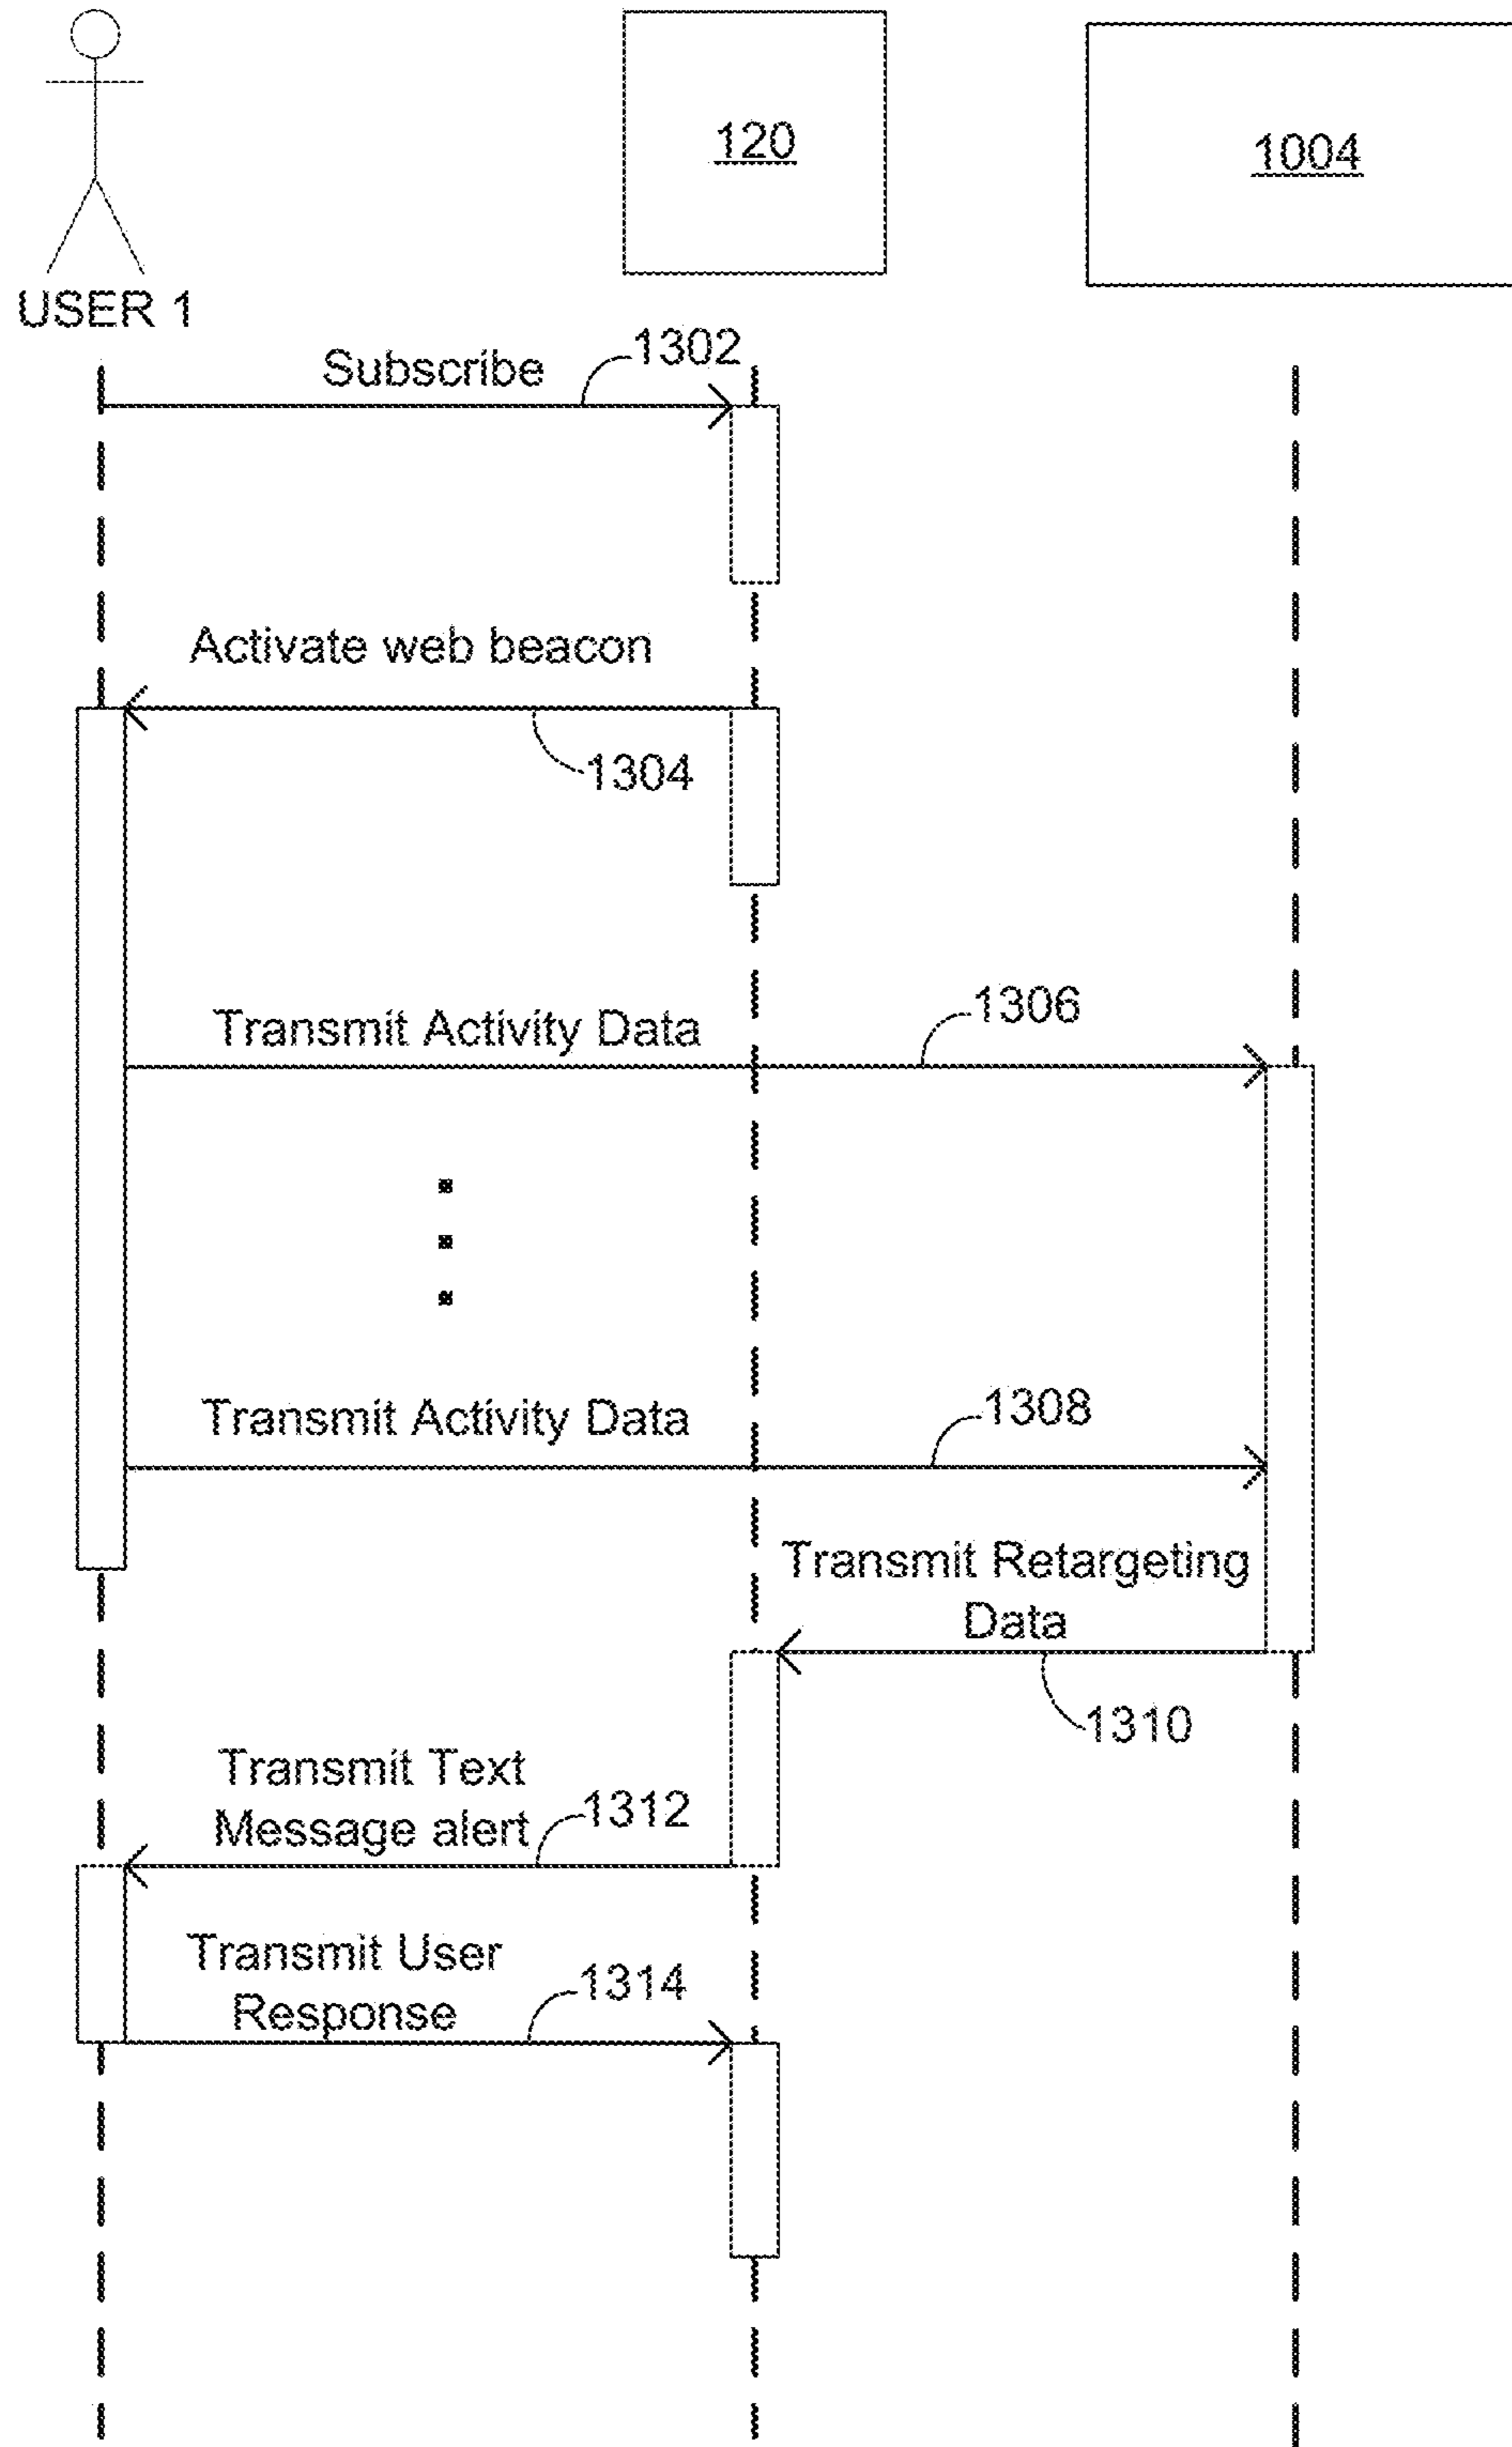 120
1004
USER 1
Subscribe
1302
Activate web beacon
1304
Transmit Activity Data
1306
Transmit Activity Data
1308
Transmit Retargeting
Data
1310
Transmit Text
Message alert
1312
Transmit User
Response
1314